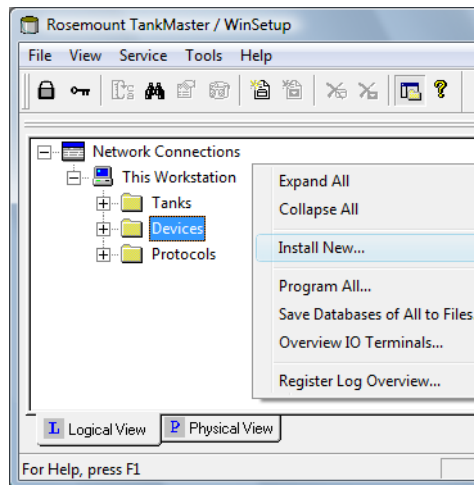 Rosemount TankMaster / WinSetup
File View Service Tools Help
Network Connections
This Workstation
Tanks
Devices
Protocols
Expand All
Collapse All
Install New...
Program All...
Save Databases of All to Files
Overview IO Terminals...
Register Log Overview...
L Logical View P Physical View
For Help, press F1